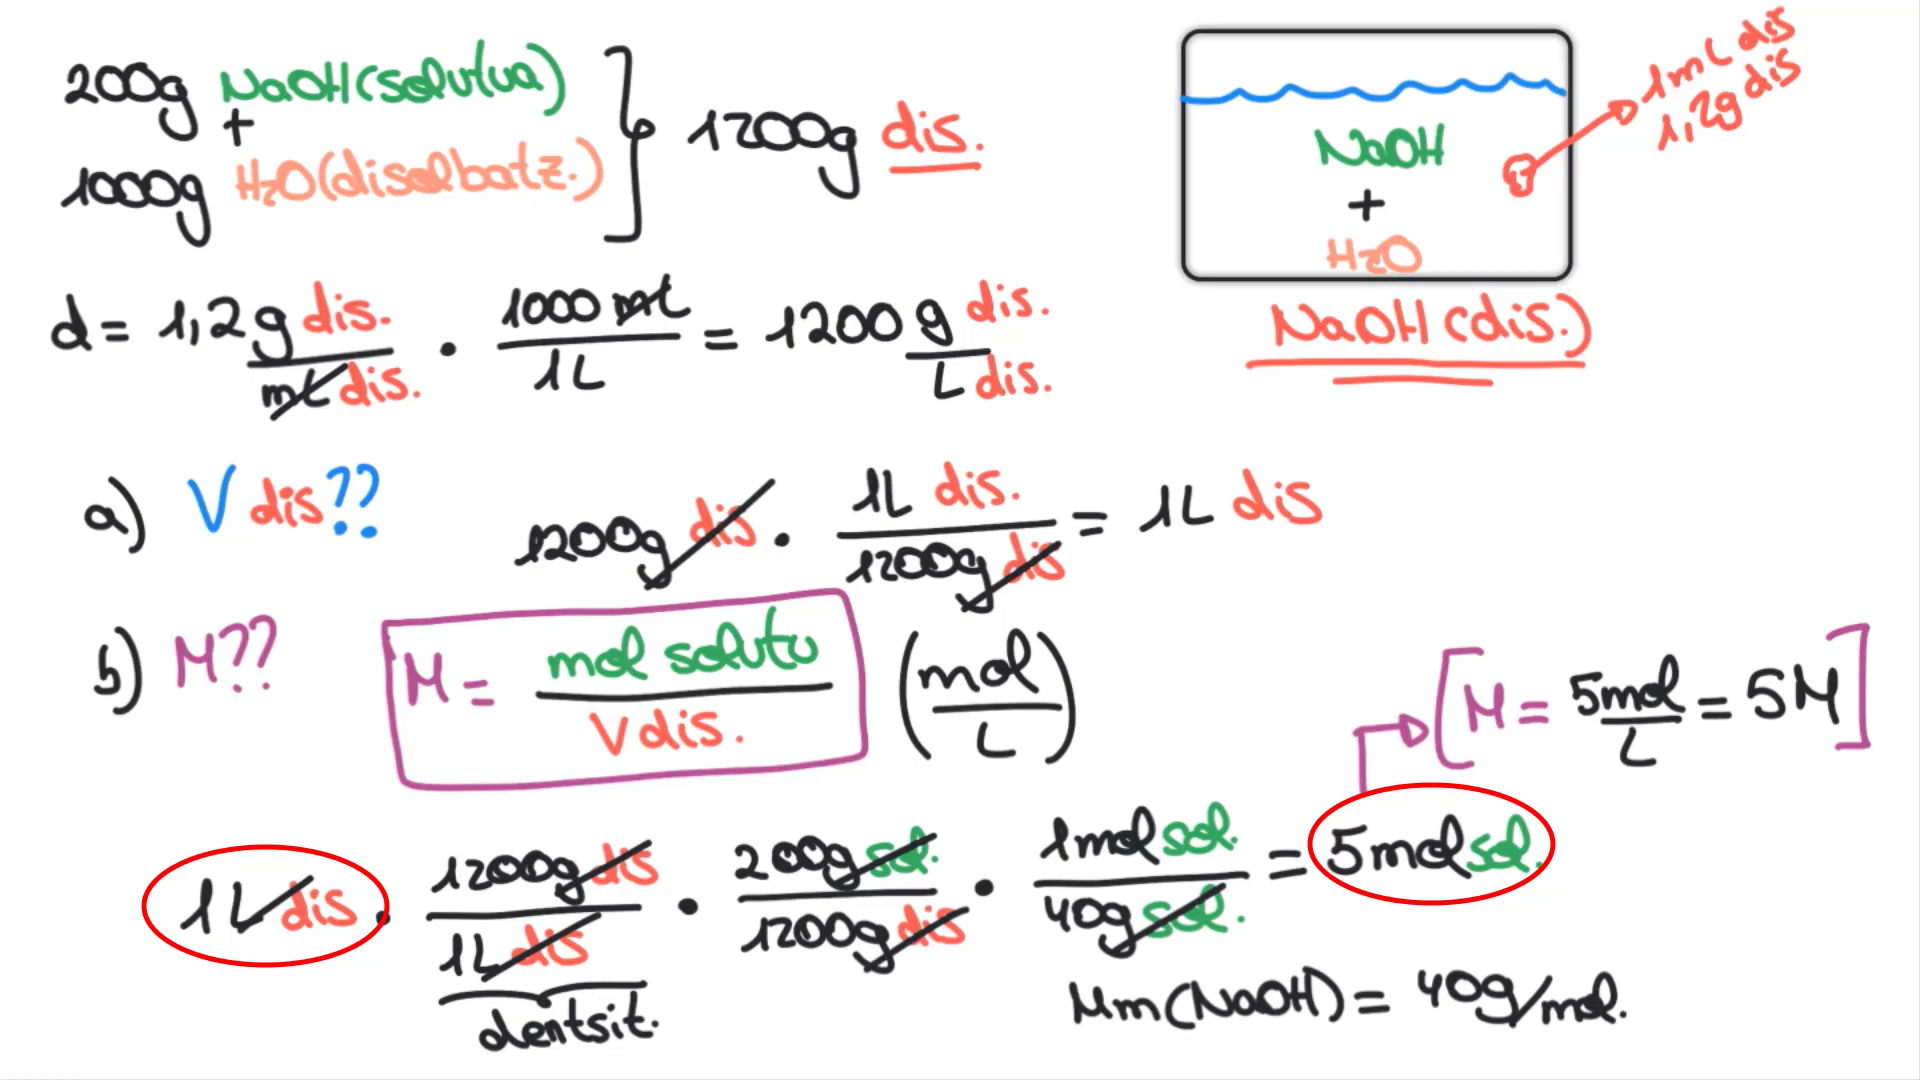 200g NaOH (solutua)
+
1000g H2O (disolbatz.)
1200g dis.
NaOH
+
H2O
1mL dis
1,2g dis
NaOH (dis.)
d = 1,2 g dis. / mL dis. · 1000 mL / 1L = 1200 g dis. / L dis.
a) V dis??
1200g dis · 1L dis. / 1200g dis = 1L dis
b) M??
M = mol solutu / V dis. (mol / L)
[M = 5mol / L = 5M]
1L dis · 1200g dis / 1L dis · 200g sol. / 1200g dis · 1mol sol. / 40g sol. = 5mol sol.
dentsit.
Mm (NaOH) = 40g/mol.